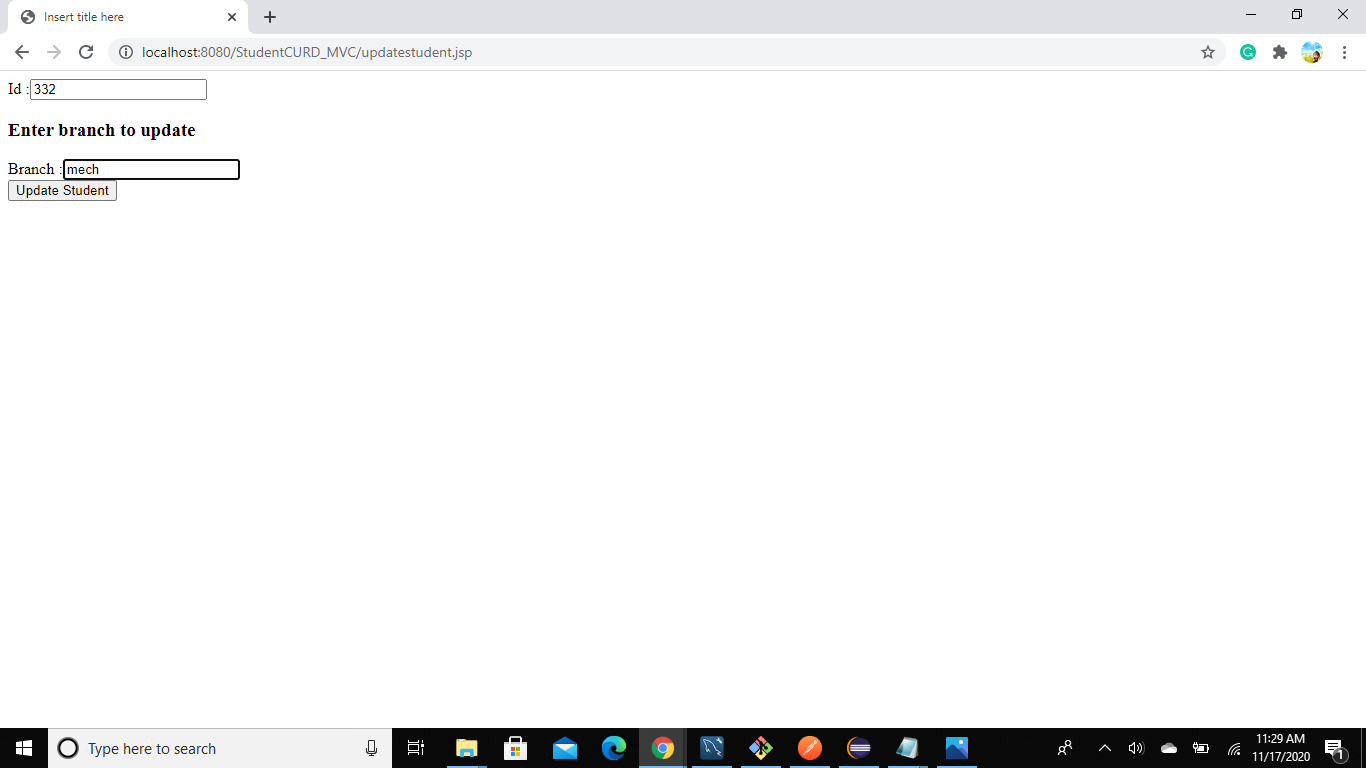 Insert title here
localhost:8080/StudentCURD_MVC/updatestudent.jsp
Id :332
Enter branch to update
Branch :mech
Update Student
Type here to search
11:29 AM
11/17/2020
1